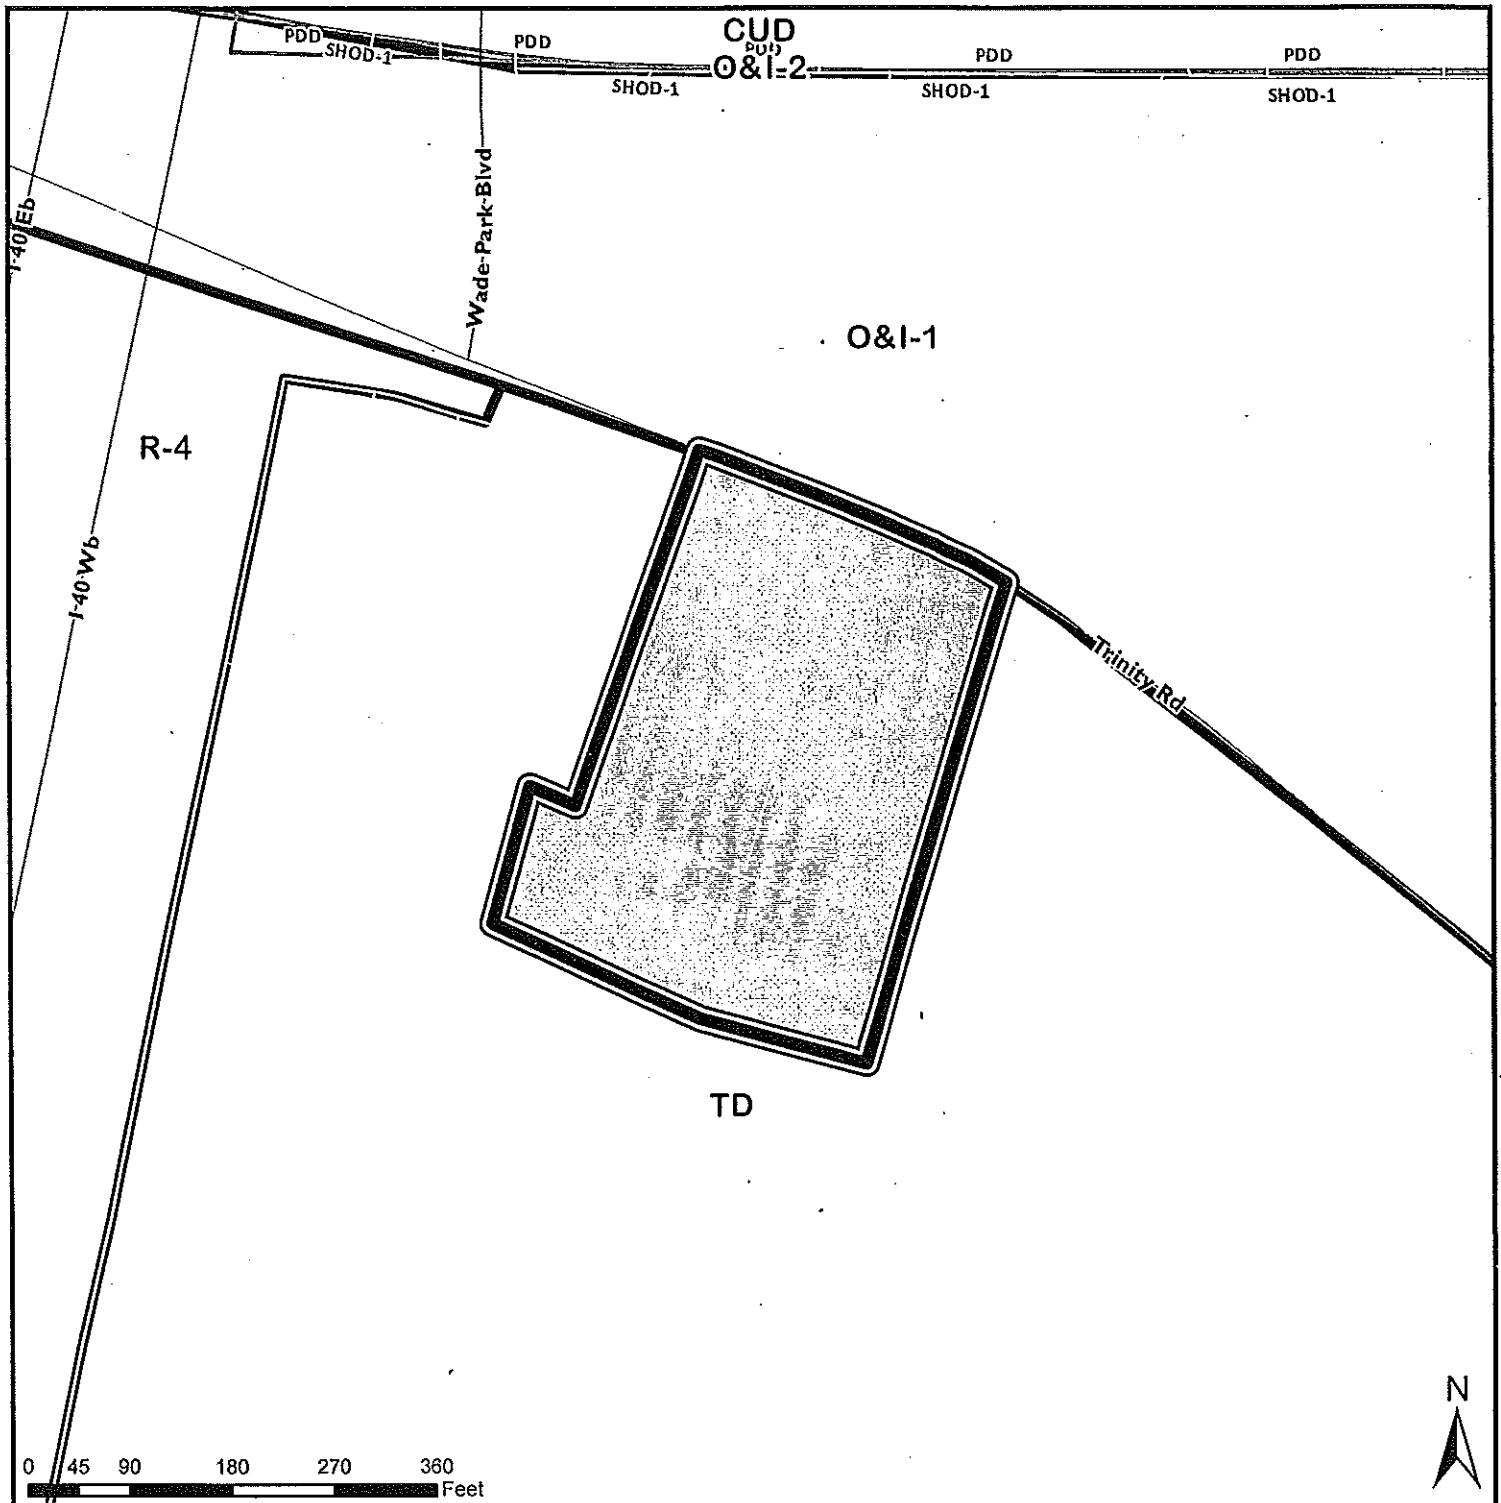 CUD
PDD
PDD
PUD
PDD
PDD
SHOD-1
O&I-2
SHOD-1
SHOD-1
SHOD-1
Wade-Park-Blvd
I-40 Eb
O&I-1
R-4
I-40 Wb
Trinity-Rd
TD
N
0 45 90 180 270 360
Feet